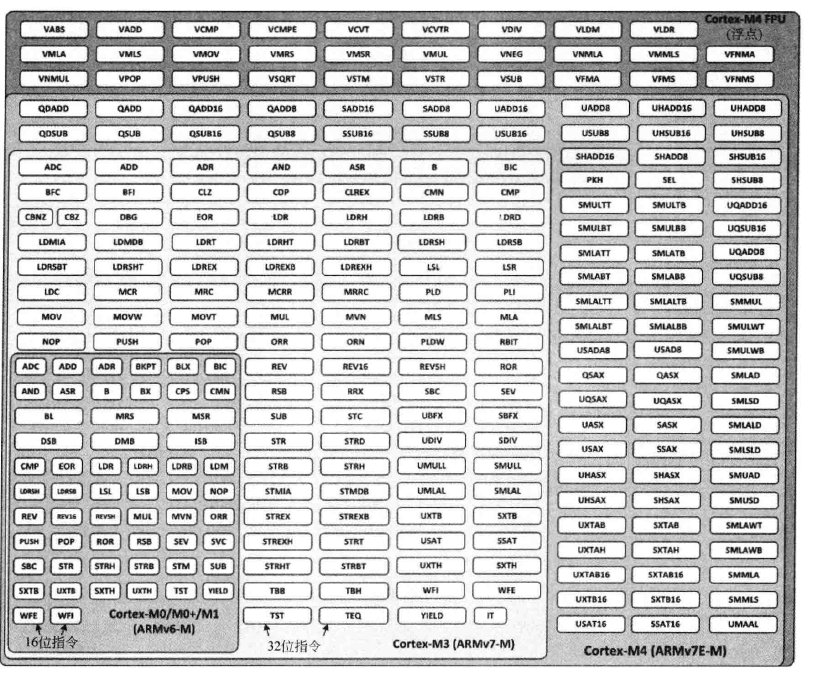 VABS VADD VCMP VCMPE VCVT VCVTR VDIV VLDM VLDR Cortex-M4 FPU
(浮点)
VMLA VMLS VMOV VMRS VMSR VMUL VNEG VNMLA VMMLS VFNMA
VNMUL VPOP VPUSH VSQRT VSTM VSTR VSUB VFMA VFMS VFNMS
QDADD QADD QADD16 QADD8 SADD16 SADD8 UADD16 UADD8 UHADD16 UHADD8
QDSUB QSUB QSUB16 QSUB8 SSUB16 SSUB8 USUB16 USUB8 UHSUB16 UHSUB8
ADC ADD ADR AND ASR B BIC SHADD16 SHADD8 SHSUB16
BFC BFI CLZ CDP CLREX CMN CMP PKH SEL SHSUB8
CBNZ CBZ DBG EOR LDR LDRH LDRB LDRD SMULTT SMULTB UQADD16
LDMIA LDMDB LDRT LDRHT LDRBT LDRSH LDRSB SMULBT SMULBB UQSUB16
LDRSBT LDRSHT LDREX LDREXB LDREXH LSL LSR SMLATT SMLATB UQADD8
LDC MCR MRC MCRR MRRC PLD PLI SMLABT SMLABB UQSUB8
MOV MOVW MOVT MUL MVN MLS MLA SMLALTT SMLALTB SMMUL
NOP PUSH POP ORR ORN PLDW RBIT SMLALBT SMLALBB SMULWT
ADC ADD ADR BKPT BLX BIC REV REV16 REVSH ROR USADA8 USAD8 SMULWB
AND ASR B BX CPS CMN RSB RRX SBC SEV QSAX QASX SMLAD
BL MRS MSR SUB STC UBFX SBFX UQSAX UQASX SMLSD
DSB DMB ISB STR STRD UDIV SDIV UASX SASX SMLALD
CMP EOR LDR LDRH LDRB LDM STRB STRH UMULL SMULL USAX SSAX SMLSLD
LDRSH LDRSB LSL LSB MOV NOP STMIA STMDB UMLAL SMLAL UHASX SHASX SMUAD
REV REV16 REVSH MUL MVN ORR STREX STREXB UXTB SXTB UHSAX SHSAX SMUSD
PUSH POP ROR RSB SEV SVC STREXH STRT USAT SSAT UXTAB SXTAB SMLAWT
SBC STR STRH STRB STM SUB STRHT STRBT UXTH SXTH UXTAH SXTAH SMLAWB
SXTB UXTB SXTH UXTH TST YIELD TBB TBH WFI WFE UXTAB16 SXTAB16 SMMLA
WFE WFI Cortex-M0/M0+/M1 TST TEQ YIELD IT UXTB16 SXTB16 SMMLS
(ARMv6-M) USAT16 SSAT16 UMAAL
16位指令 32位指令 Cortex-M3 (ARMv7-M) Cortex-M4 (ARMv7E-M)